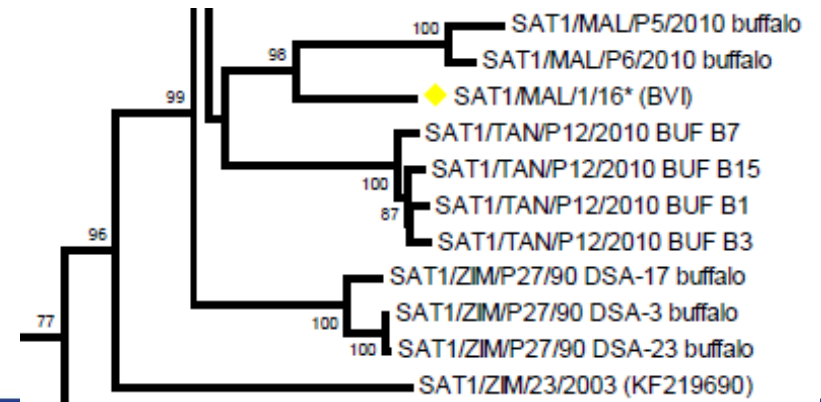 100 SAT1/MAL/P5/2010 buffalo
98 SAT1/MAL/P6/2010 buffalo
99 SAT1/MAL/1/16* (BVI)
SAT1/TAN/P12/2010 BUF B7
SAT1/TAN/P12/2010 BUF B15
100
SAT1/TAN/P12/2010 BUF B1
87
96 SAT1/TAN/P12/2010 BUF B3
SAT1/ZIM/P27/90 DSA-17 buffalo
SAT1/ZIM/P27/90 DSA-3 buffalo
77 100
100 SAT1/ZIM/P27/90 DSA-23 buffalo
SAT1/ZIM/23/2003 (KF219690)